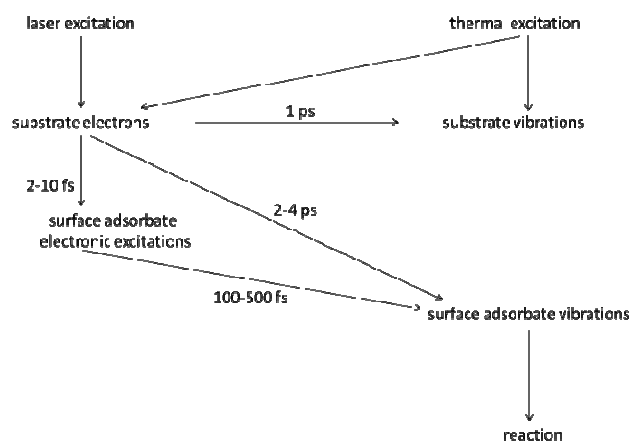 laser excitation
therma excitation
substrate electrons
1 ps
substrate vibrations
2-10 fs
2-4 ps
surface adsorbate
electronic excitations
100-500 fs
surface adsorbate vibrations
reaction